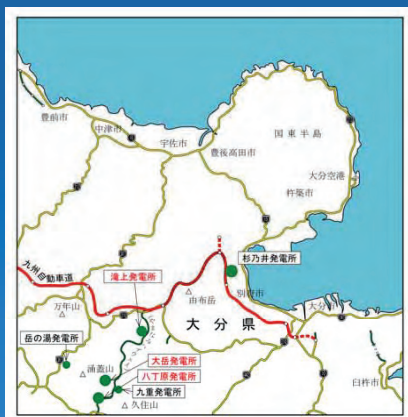 豊前市
中津市
宇佐市
豊後高田市
国東半島
大分空港
杵築市
杉乃井発電所
九州自動車道
滝上発電所
由布岳
別府市
万年山
大分県
大分市
岳の湯発電所
涌蓋山
大岳発電所
八丁原発電所
九重発電所
久住山
臼杵市